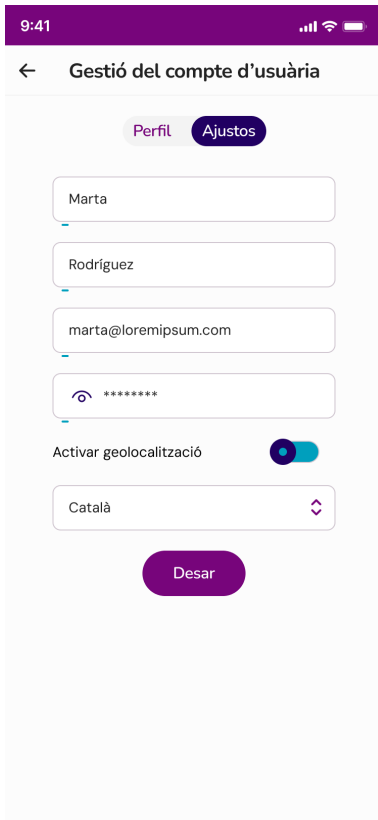 9:41
Gestió del compte d’usuària
Perfil Ajustos
Marta
Rodríguez
marta@loremipsum.com
********
Activar geolocalització
Català
Desar